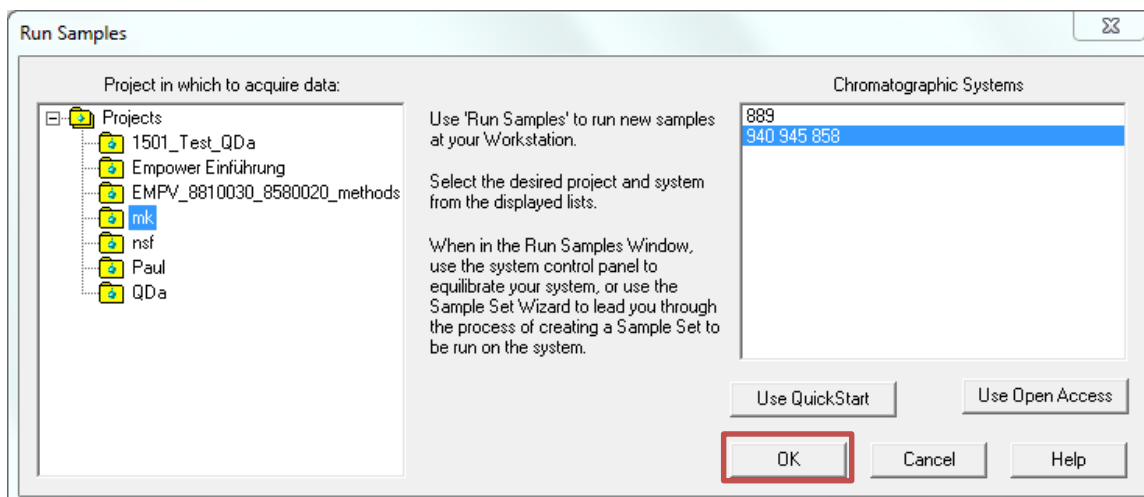 Run Samples
Project in which to acquire data:
Projects
1501_Test_QDa
Empower Einführung
EMPV_8810030_8580020_methods
mk
nsf
Paul
QDa
Use 'Run Samples' to run new samples
at your Workstation.
Select the desired project and system
from the displayed lists.
When in the Run Samples Window,
use the system control panel to
equilibrate your system, or use the
Sample Set Wizard to lead you through
the process of creating a Sample Set to
be run on the system.
Chromatographic Systems
889
940 945 858
Use QuickStart
Use Open Access
OK
Cancel
Help